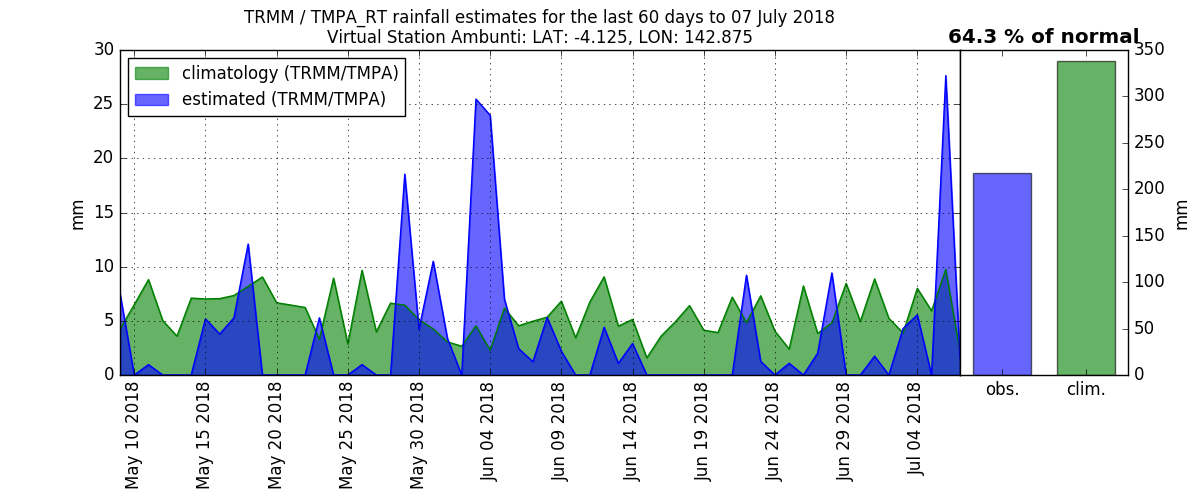 TRMM / TMPA_RT rainfall estimates for the last 60 days to 07 July 2018
Virtual Station Ambunti: LAT: -4.125, LON: 142.875
64.3 % of normal
climatology (TRMM/TMPA)
estimated (TRMM/TMPA)
30
25
20
15
10
5
0
mm
May 10 2018
May 15 2018
May 20 2018
May 25 2018
May 30 2018
Jun 04 2018
Jun 09 2018
Jun 14 2018
Jun 19 2018
Jun 24 2018
Jun 29 2018
Jul 04 2018
obs.
clim.
350
300
250
200
150
100
50
0
mm